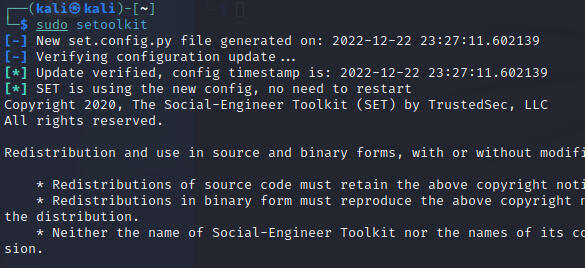 ┌──(kali㉿kali)-[~]
└─$ sudo setoolkit
[-] New set.config.py file generated on: 2022-12-22 23:27:11.602139
[-] Verifying configuration update...
[*] Update verified, config timestamp is: 2022-12-22 23:27:11.602139
[*] SET is using the new config, no need to restart
Copyright 2020, The Social-Engineer Toolkit (SET) by TrustedSec, LLC
All rights reserved.
Redistribution and use in source and binary forms, with or without modifi
* Redistributions of source code must retain the above copyright noti
* Redistributions in binary form must reproduce the above copyright n
the distribution.
* Neither the name of Social-Engineer Toolkit nor the names of its co
sion.